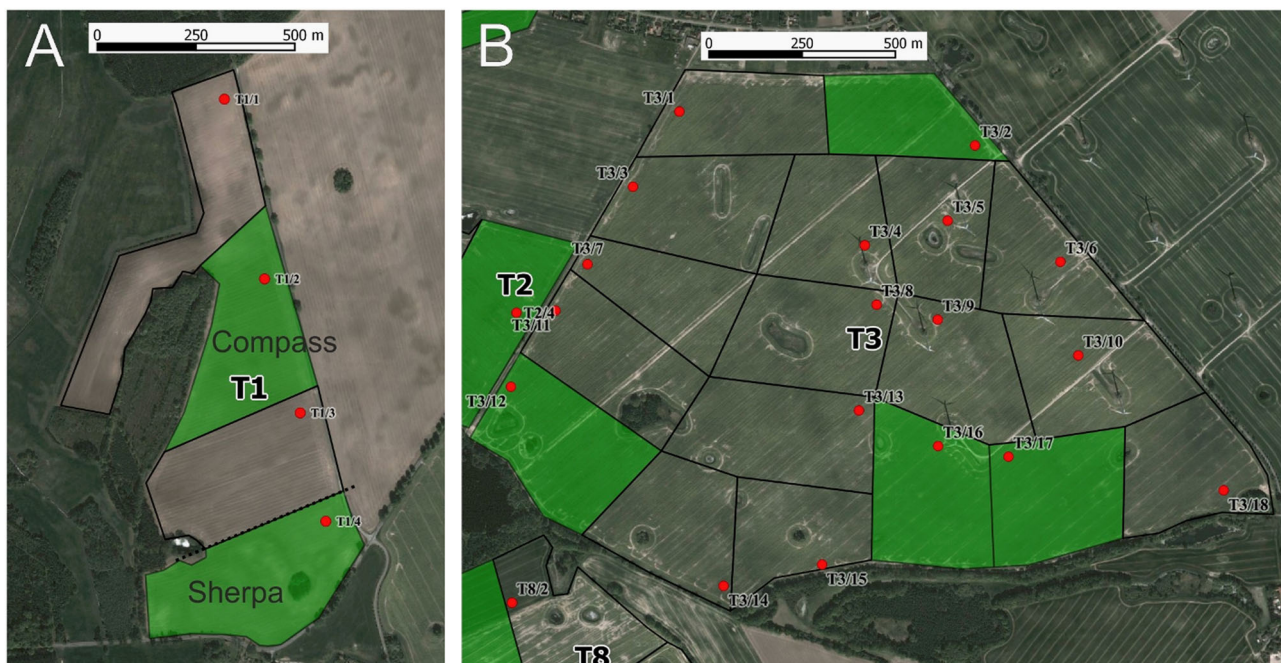 A
0 250 500 m
T1/1
T1/2
Compass
T1
T1/3
T1/4
Sherpa
B
0 250 500 m
T3/1
T3/2
T3/3
T3/5
T3/4
T3/6
T3/7
T2
T3/8
T3/9
T2/4
T3/11
T3
T3/10
T3/12
T3/13
T3/16
T3/17
T3/18
T3/15
T8/2
T3/14
T8